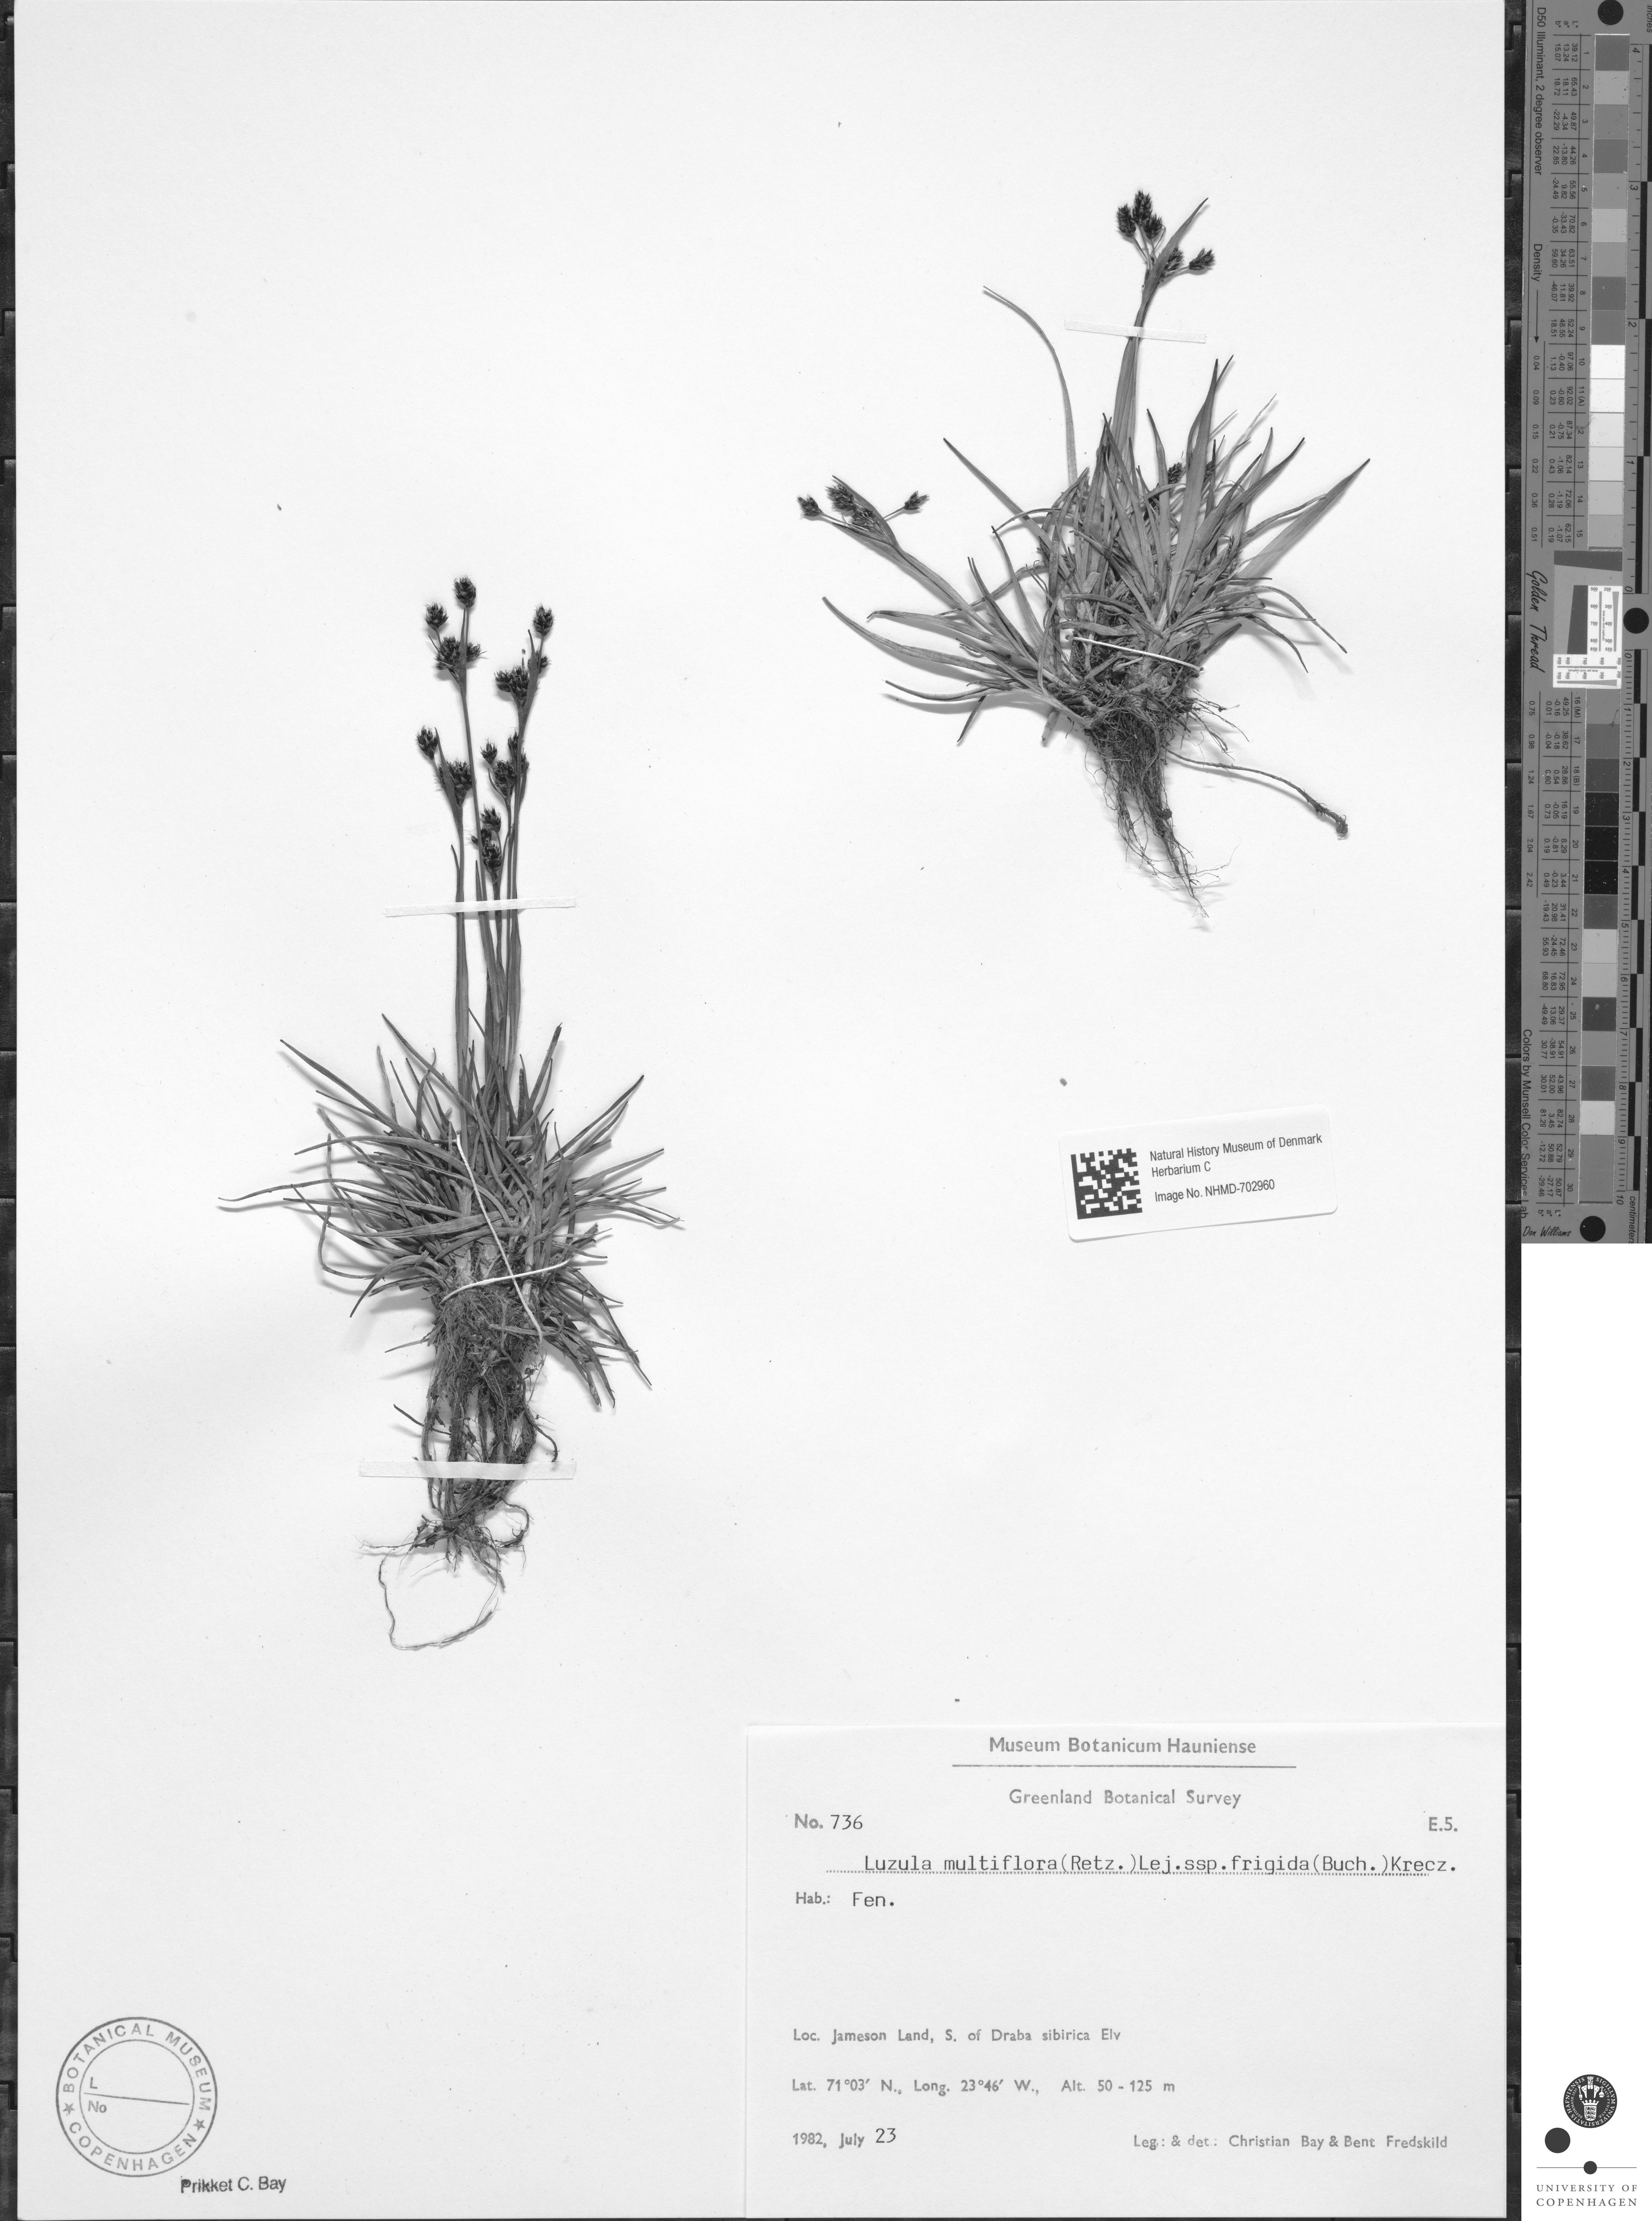 Natural History Museum of Denmark
Herbarium C
Image No. NHMD-702960
Museum Botanicum Hauniense
Greenland Botanical Survey
No. 736 E.5.
Luzula multiflora(Retz.)Lej.ssp.frigida(Buch.)Krecz.
Hab.: Fen.
Loc. Jameson Land, S. of Draba sibirica Elv
Lat. 71°03′ N., Long. 23°46′ W., Alt. 50 - 125 m
1982, July 23 Leg.: & det.: Christian Bay & Bent Fredskild
BOTANICAL MUSEUM
L
No
COPENHAGEN
Prikket C. Bay
D50 Illuminant, 2 degree observer
Density
Golden Thread
Colors by Munsell Color Services Lab
Don Williams
inches
centimeters
UNIVERSITY OF
COPENHAGEN